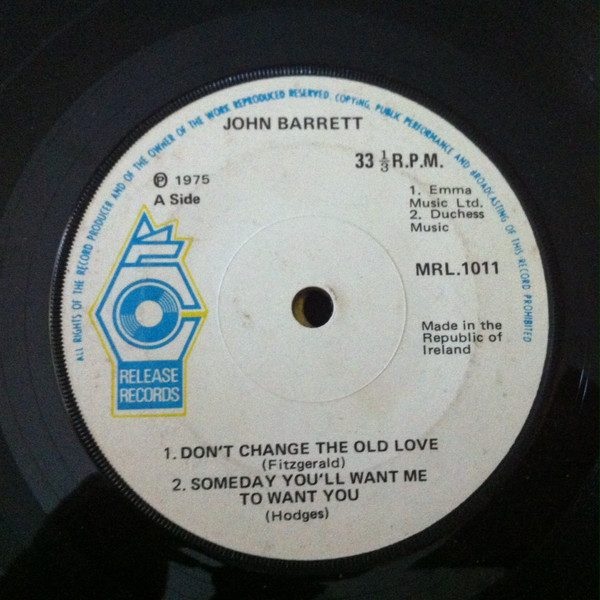 ALL RIGHTS OF THE RECORD PRODUCER AND OF THE OWNER OF THE WORK REPRODUCED RESERVED. COPYING, PUBLIC PERFORMANCE AND BROADCASTING OF THIS RECORD PROHIBITED
JOHN BARRETT
33 1/3 R.P.M.
Ⓟ 1975
A Side
1. Emma
Music Ltd.
2. Duchess
Music
MRL.1011
Made in the
Republic of
Ireland
RELEASE
RECORDS
1. DON'T CHANGE THE OLD LOVE
(Fitzgerald)
2. SOMEDAY YOU'LL WANT ME
TO WANT YOU
(Hodges)